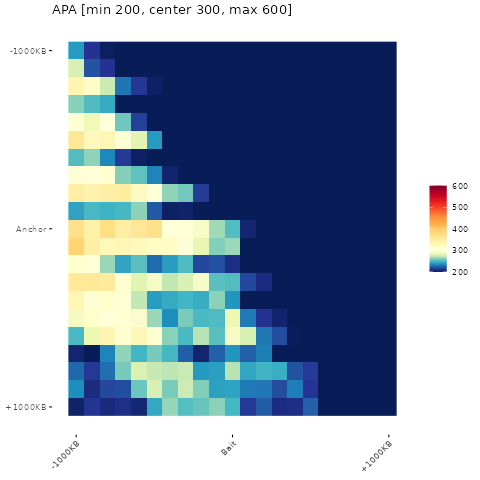 APA [min 200, center 300, max 600]
-1000KB
Anchor
+1000KB
600
500
400
300
200
-1000KB
Bait
+1000KB